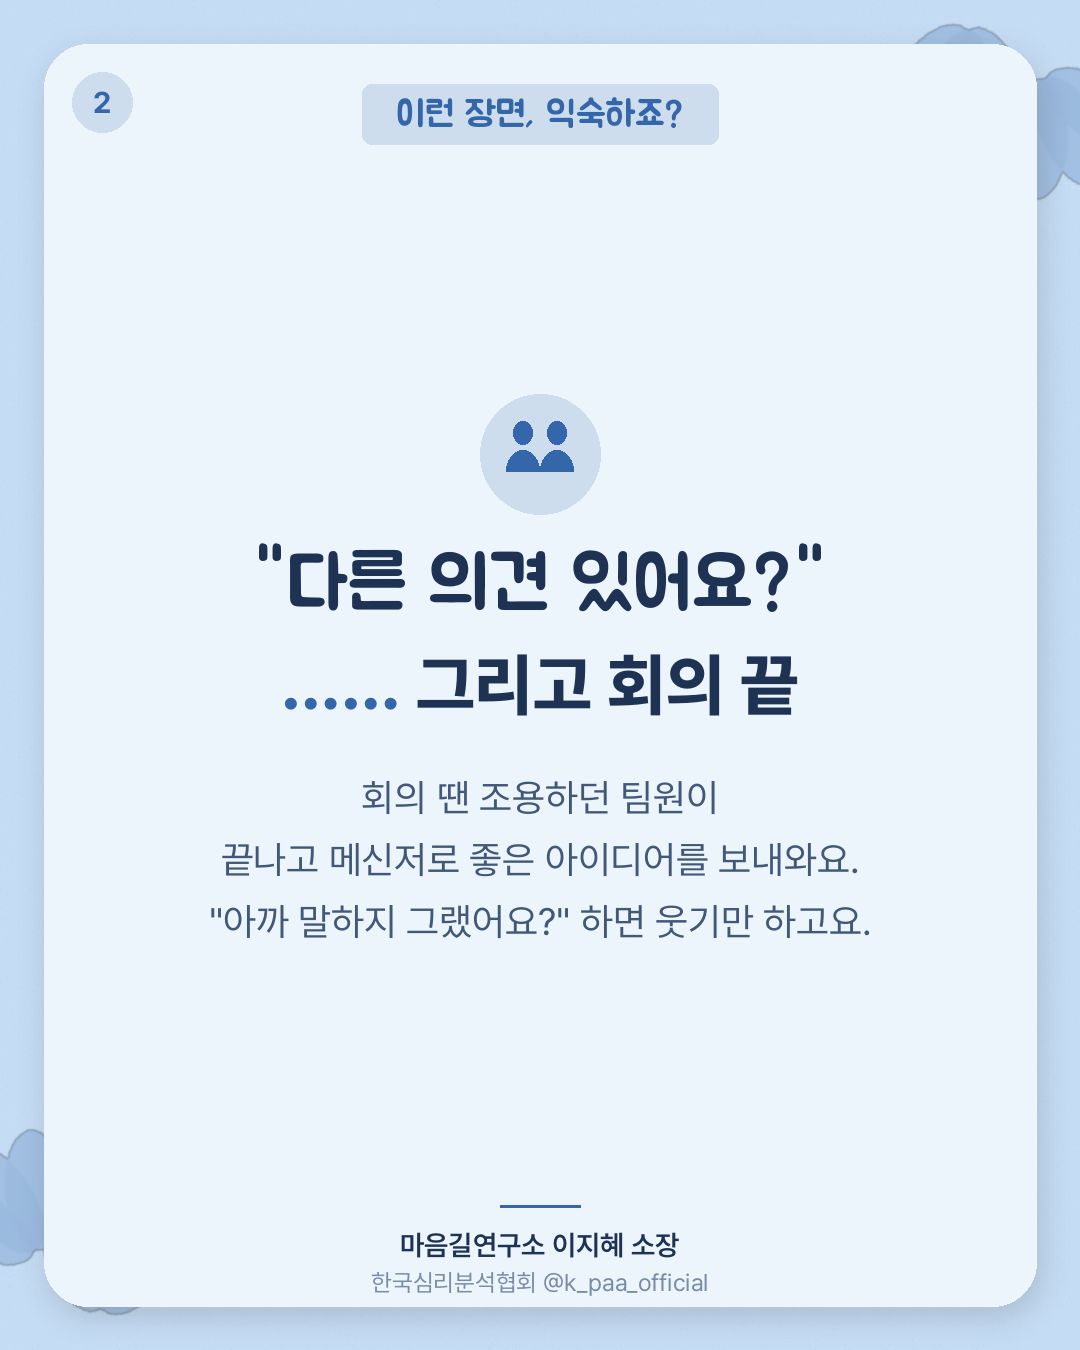 2
이런 장면, 익숙하죠?
"다른 의견 있어요?"
...... 그리고 회의 끝
회의 땐 조용하던 팀원이
끝나고 메신저로 좋은 아이디어를 보내와요.
"아까 말하지 그랬어요?" 하면 웃기만 하고요.
마음길연구소 이지혜 소장
한국심리분석협회 @k_paa_official